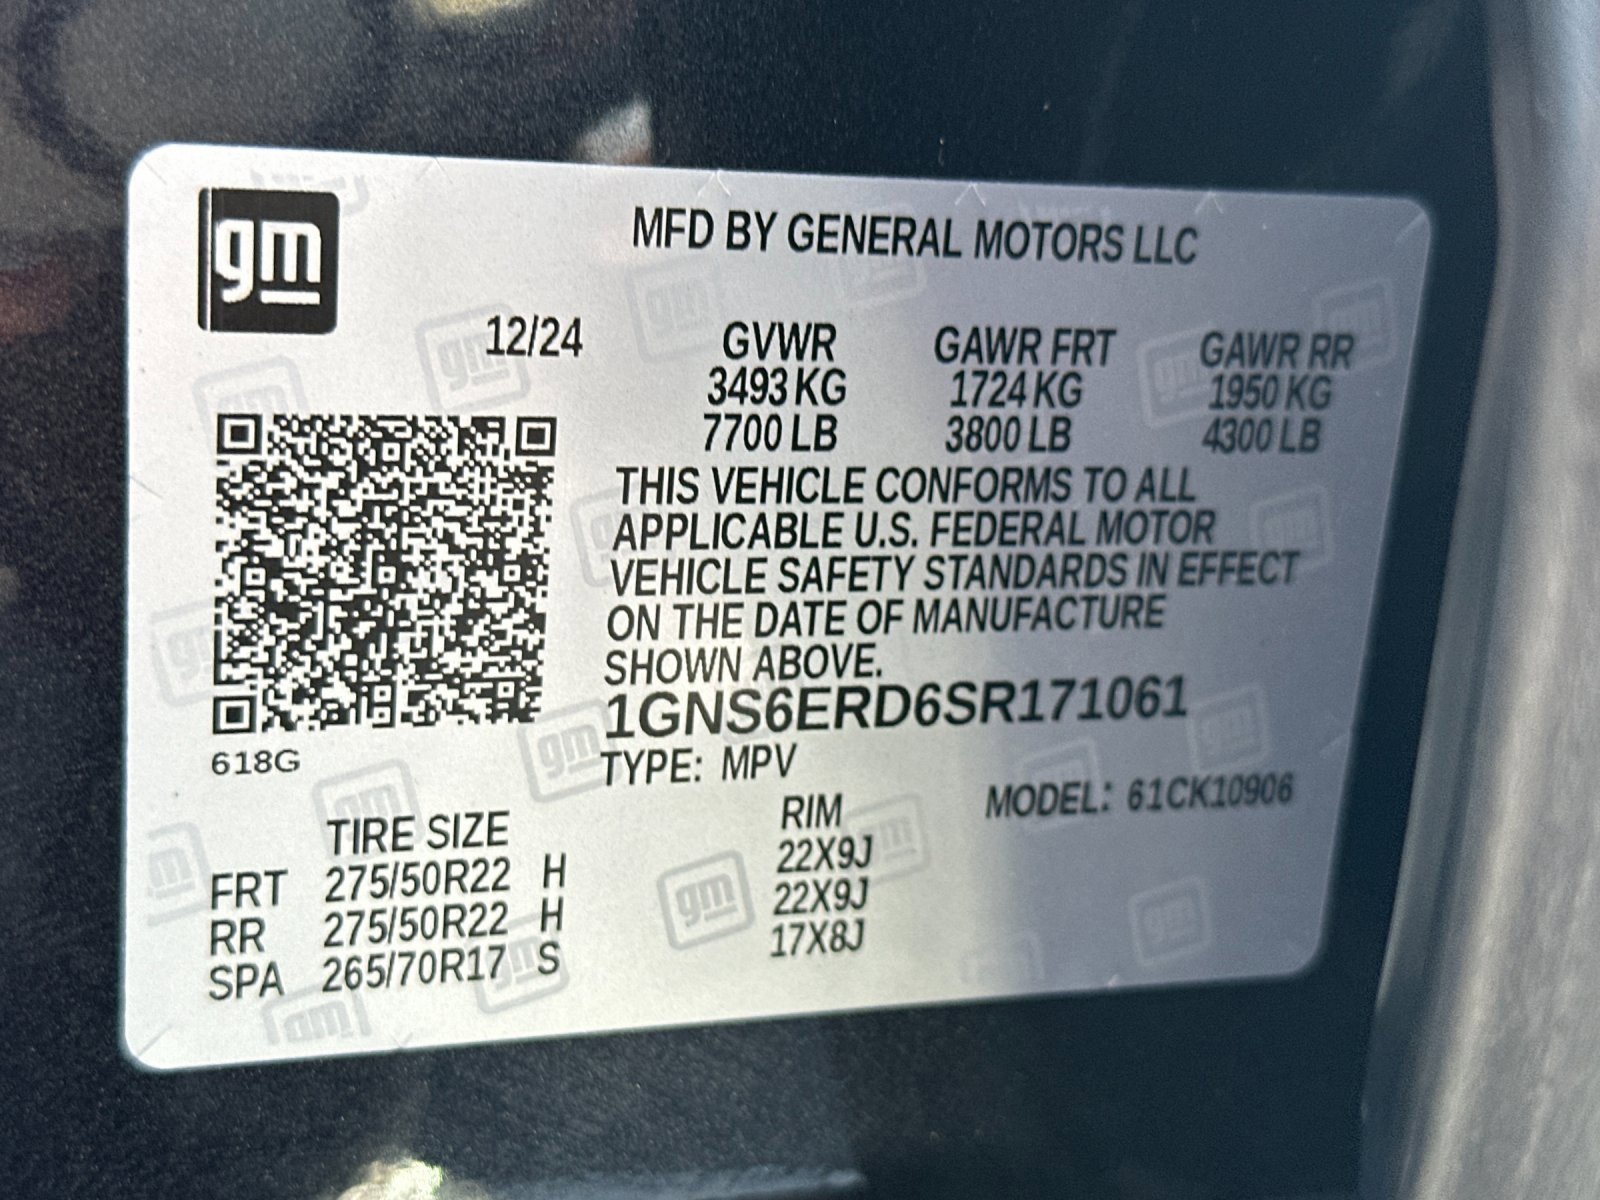 gm
MFD BY GENERAL MOTORS LLC
12/24 GVWR GAWR FRT GAWR RR
3493 KG 1724 KG 1950 KG
7700 LB 3800 LB 4300 LB
THIS VEHICLE CONFORMS TO ALL
APPLICABLE U.S. FEDERAL MOTOR
VEHICLE SAFETY STANDARDS IN EFFECT
ON THE DATE OF MANUFACTURE
SHOWN ABOVE.
1GNS6ERD6SR171061
618G
TYPE: MPV
MODEL: 61CK10906
TIRE SIZE RIM
FRT 275/50R22 H 22X9J
RR 275/50R22 H 22X9J
SPA 265/70R17 S 17X8J